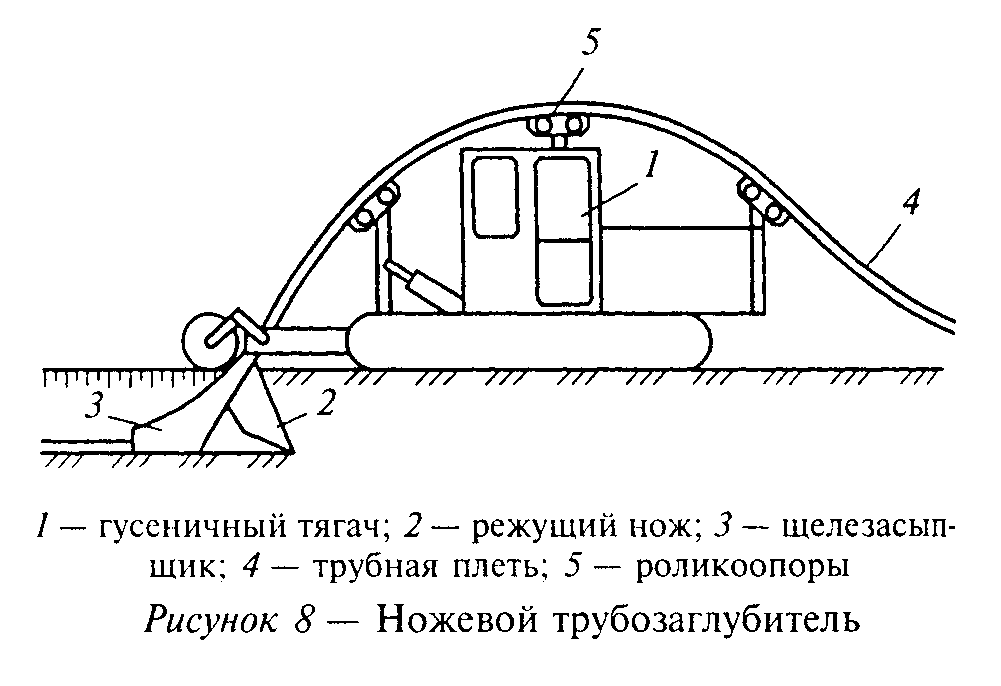 5
1
4
3
2
1 — гусеничный тягач; 2 — режущий нож; 3 — щелезасып-
щик; 4 — трубная плеть; 5 — роликоопоры
Рисунок 8 — Ножевой трубозаглубитель